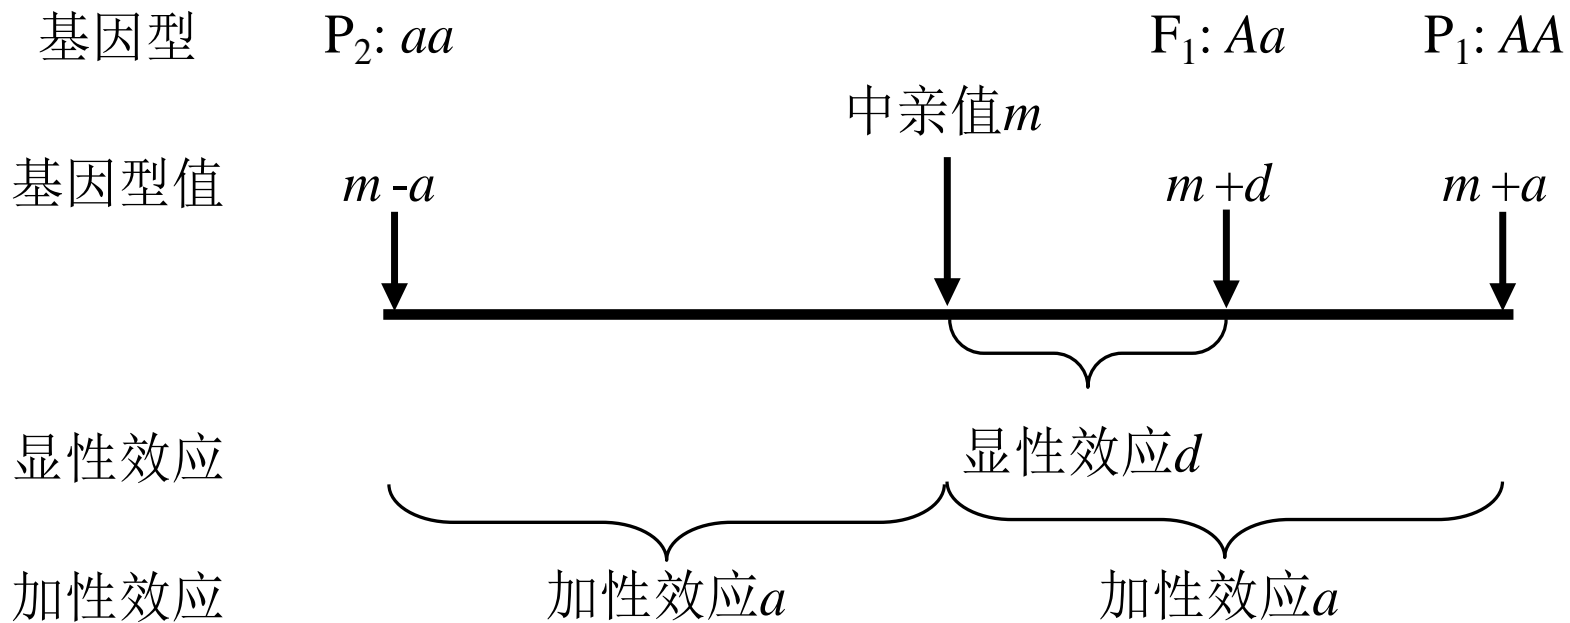 基因型 P₂: aa F₁: Aa P₁: AA
中亲值m
基因型值 m -a m +d m +a
显性效应 显性效应d
加性效应 加性效应a 加性效应a